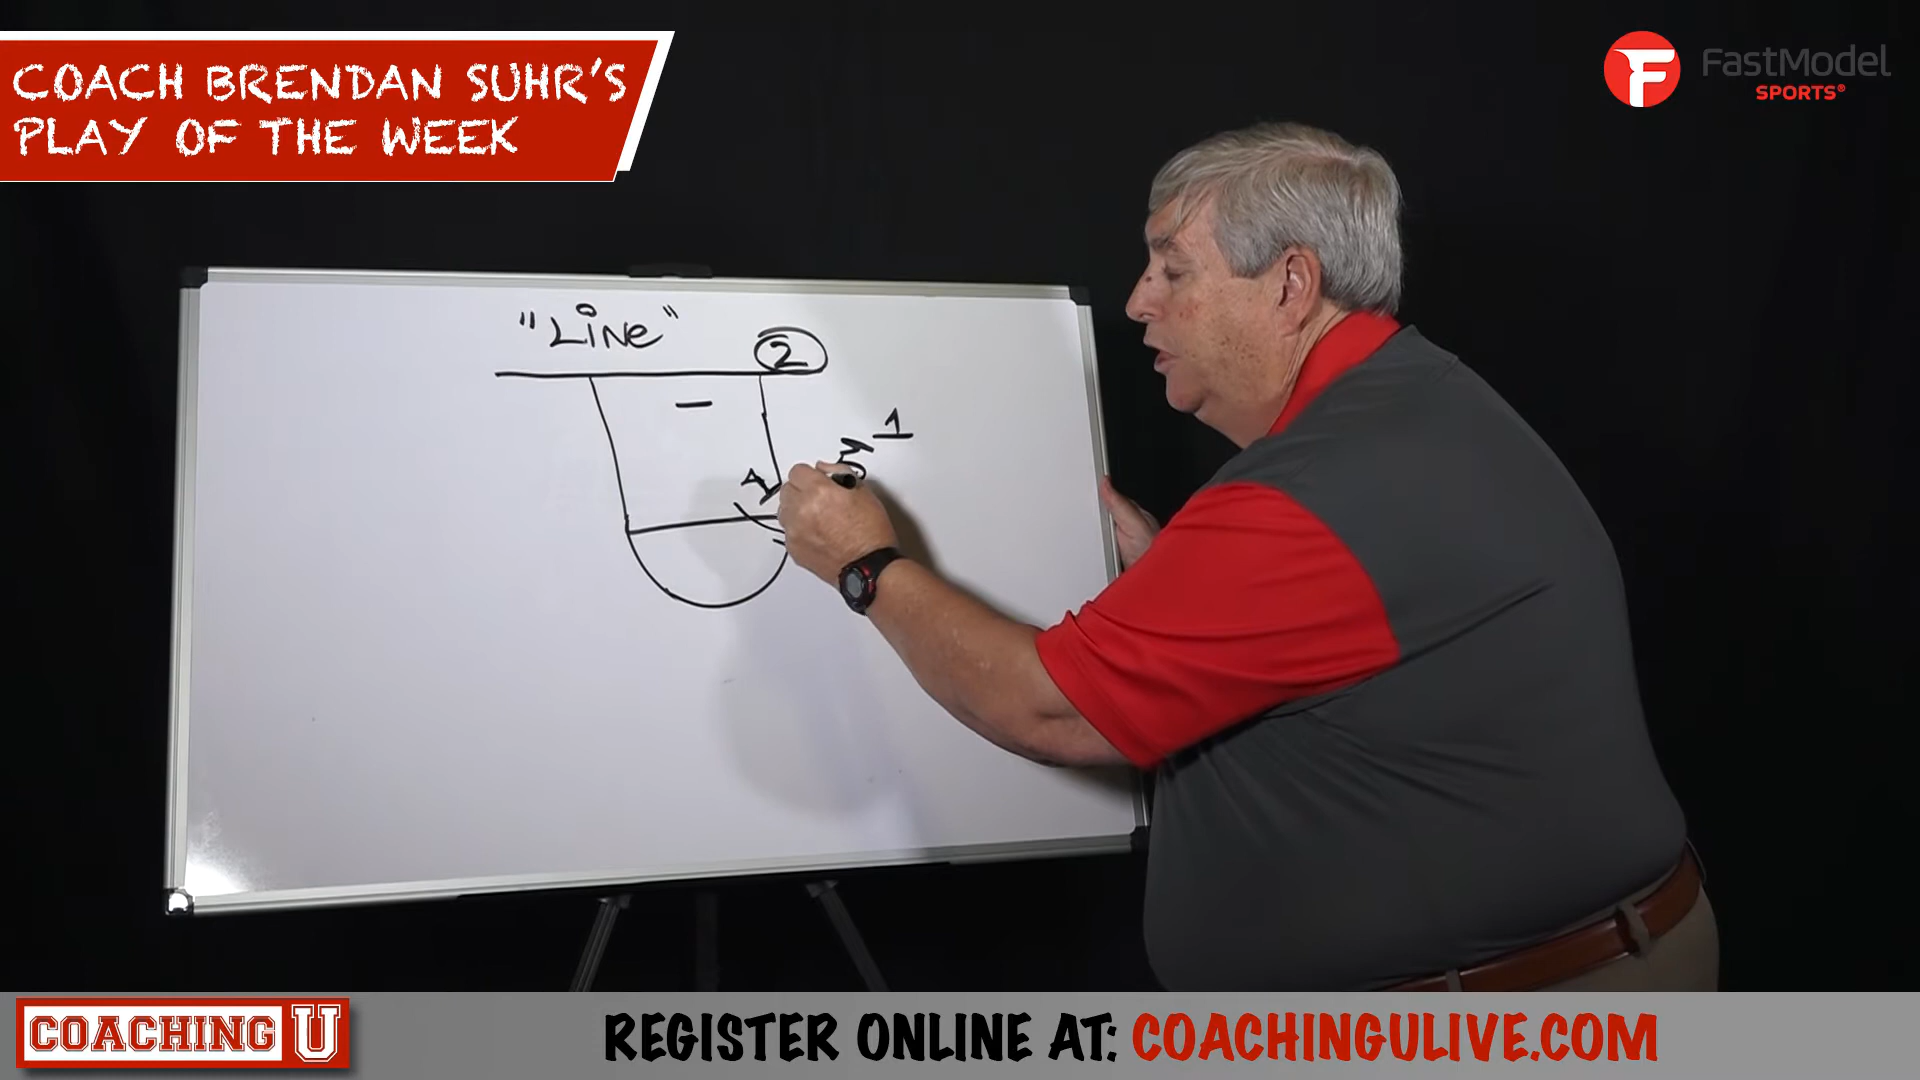 COACH BRENDAN SUHR'S
PLAY OF THE WEEK
F FastModel
SPORTS®
"LiNe"
2
1
3
4
COACHING U
REGISTER ONLINE AT: COACHINGULIVE.COM